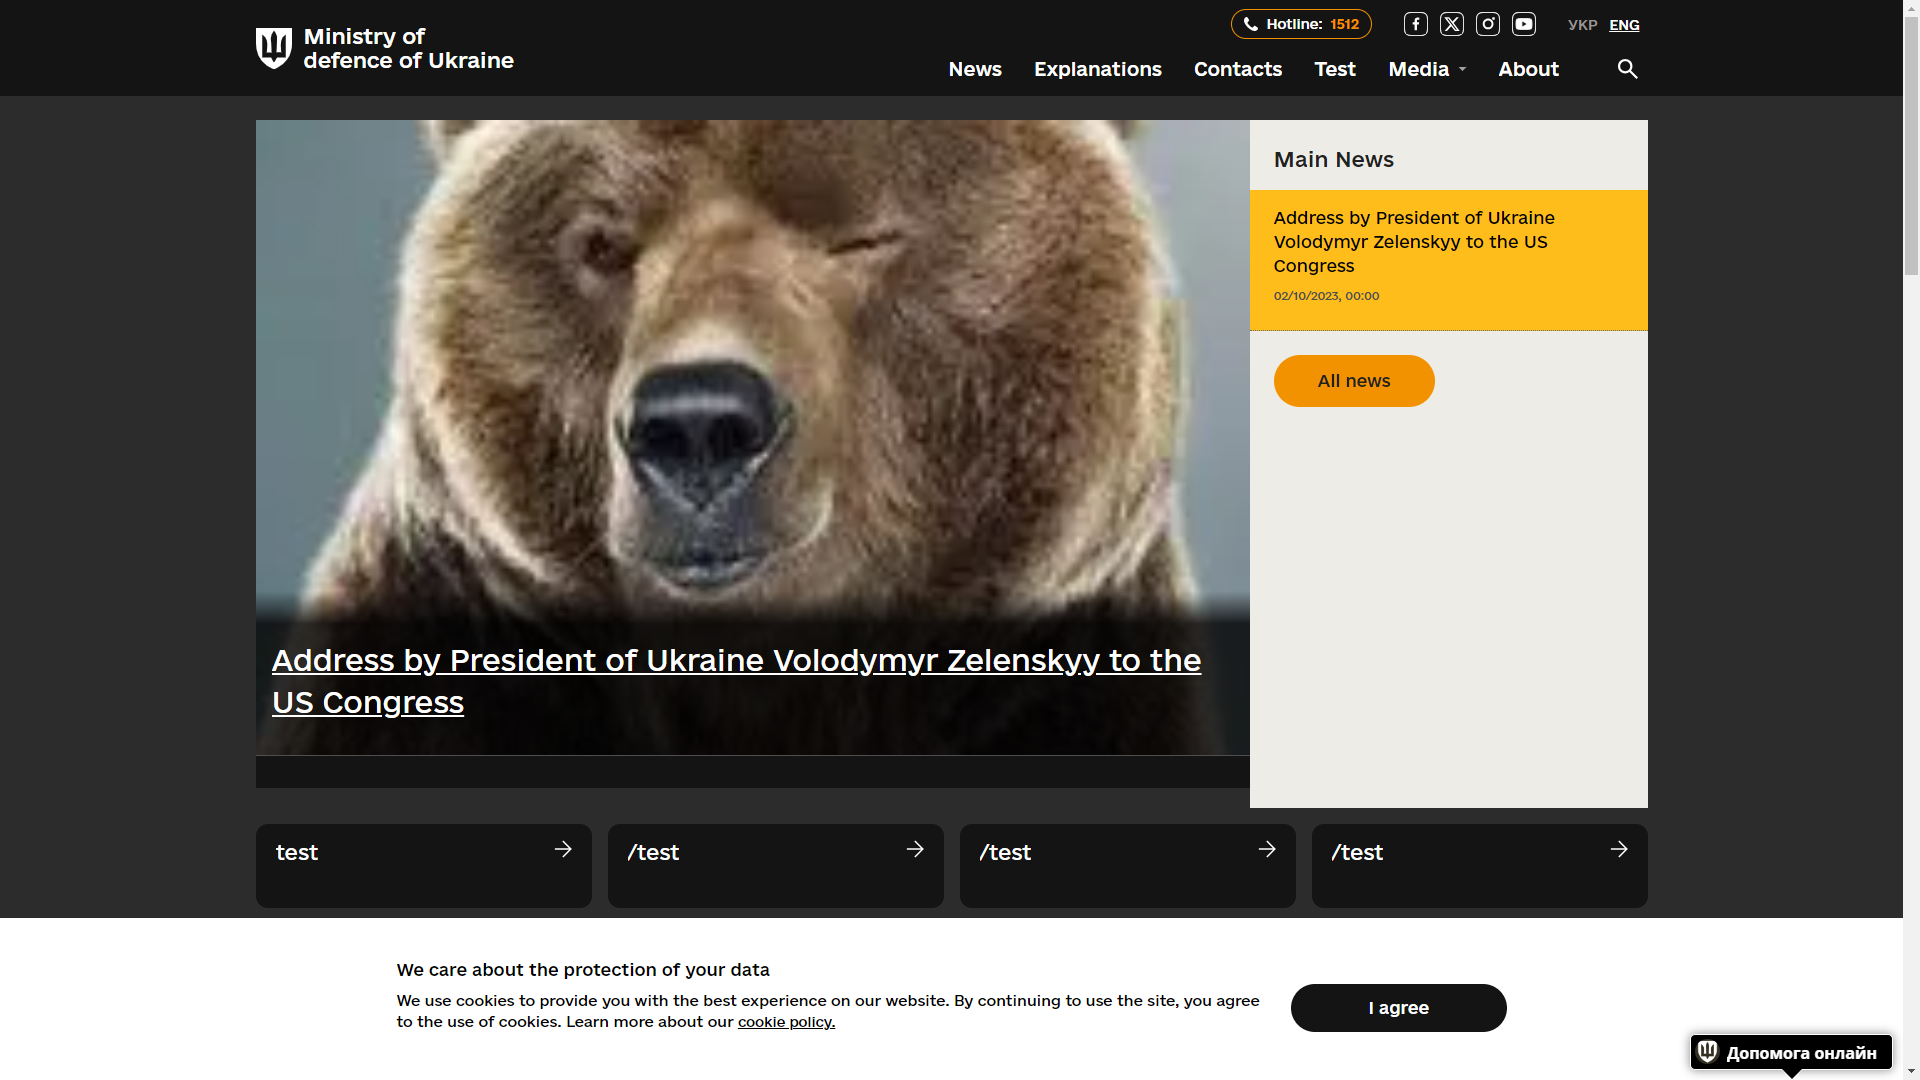 Ministry of
defence of Ukraine
Hotline: 1512
УКР ENG
News Explanations Contacts Test Media About
Main News
Address by President of Ukraine
Volodymyr Zelenskyy to the US
Congress
02/10/2023, 00:00
All news
Address by President of Ukraine Volodymyr Zelenskyy to the
US Congress
test
/test
/test
/test
We care about the protection of your data
We use cookies to provide you with the best experience on our website. By continuing to use the site, you agree
to the use of cookies. Learn more about our cookie policy.
I agree
Допомога онлайн